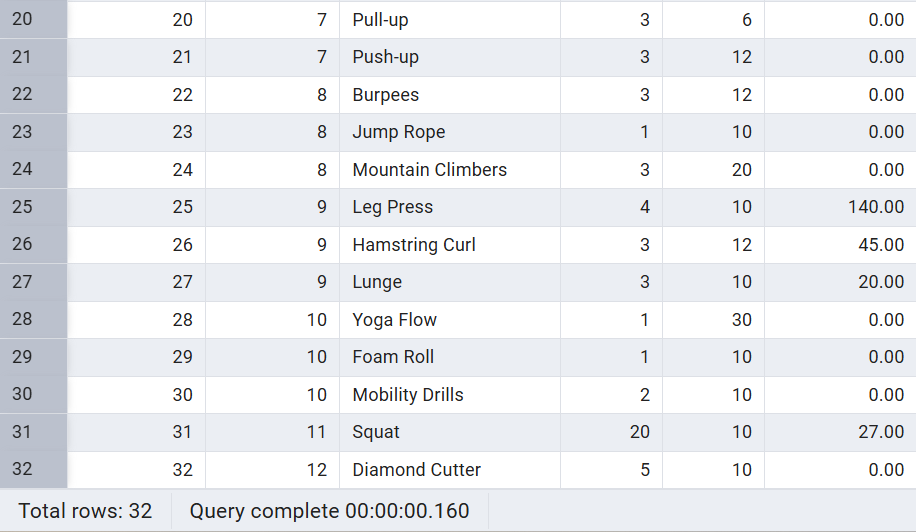 20 20 7 Pull-up 3 6 0.00
21 21 7 Push-up 3 12 0.00
22 22 8 Burpees 3 12 0.00
23 23 8 Jump Rope 1 10 0.00
24 24 8 Mountain Climbers 3 20 0.00
25 25 9 Leg Press 4 10 140.00
26 26 9 Hamstring Curl 3 12 45.00
27 27 9 Lunge 3 10 20.00
28 28 10 Yoga Flow 1 30 0.00
29 29 10 Foam Roll 1 10 0.00
30 30 10 Mobility Drills 2 10 0.00
31 31 11 Squat 20 10 27.00
32 32 12 Diamond Cutter 5 10 0.00
Total rows: 32 Query complete 00:00:00.160